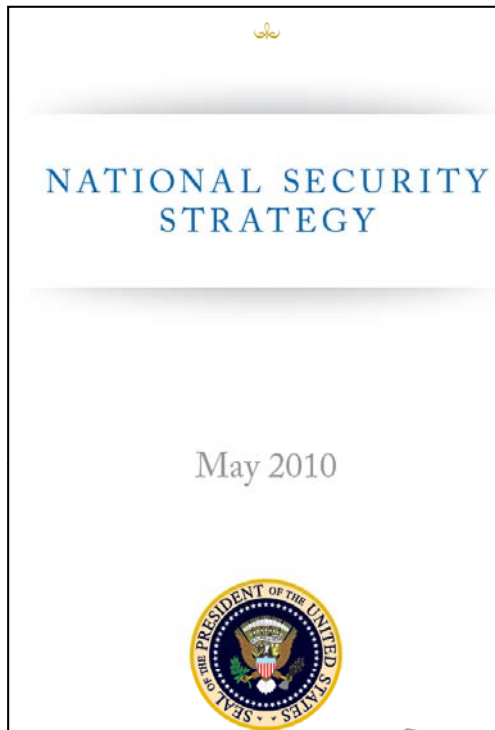 NATIONAL SECURITY
STRATEGY
May 2010
SEAL OF THE PRESIDENT OF THE UNITED STATES